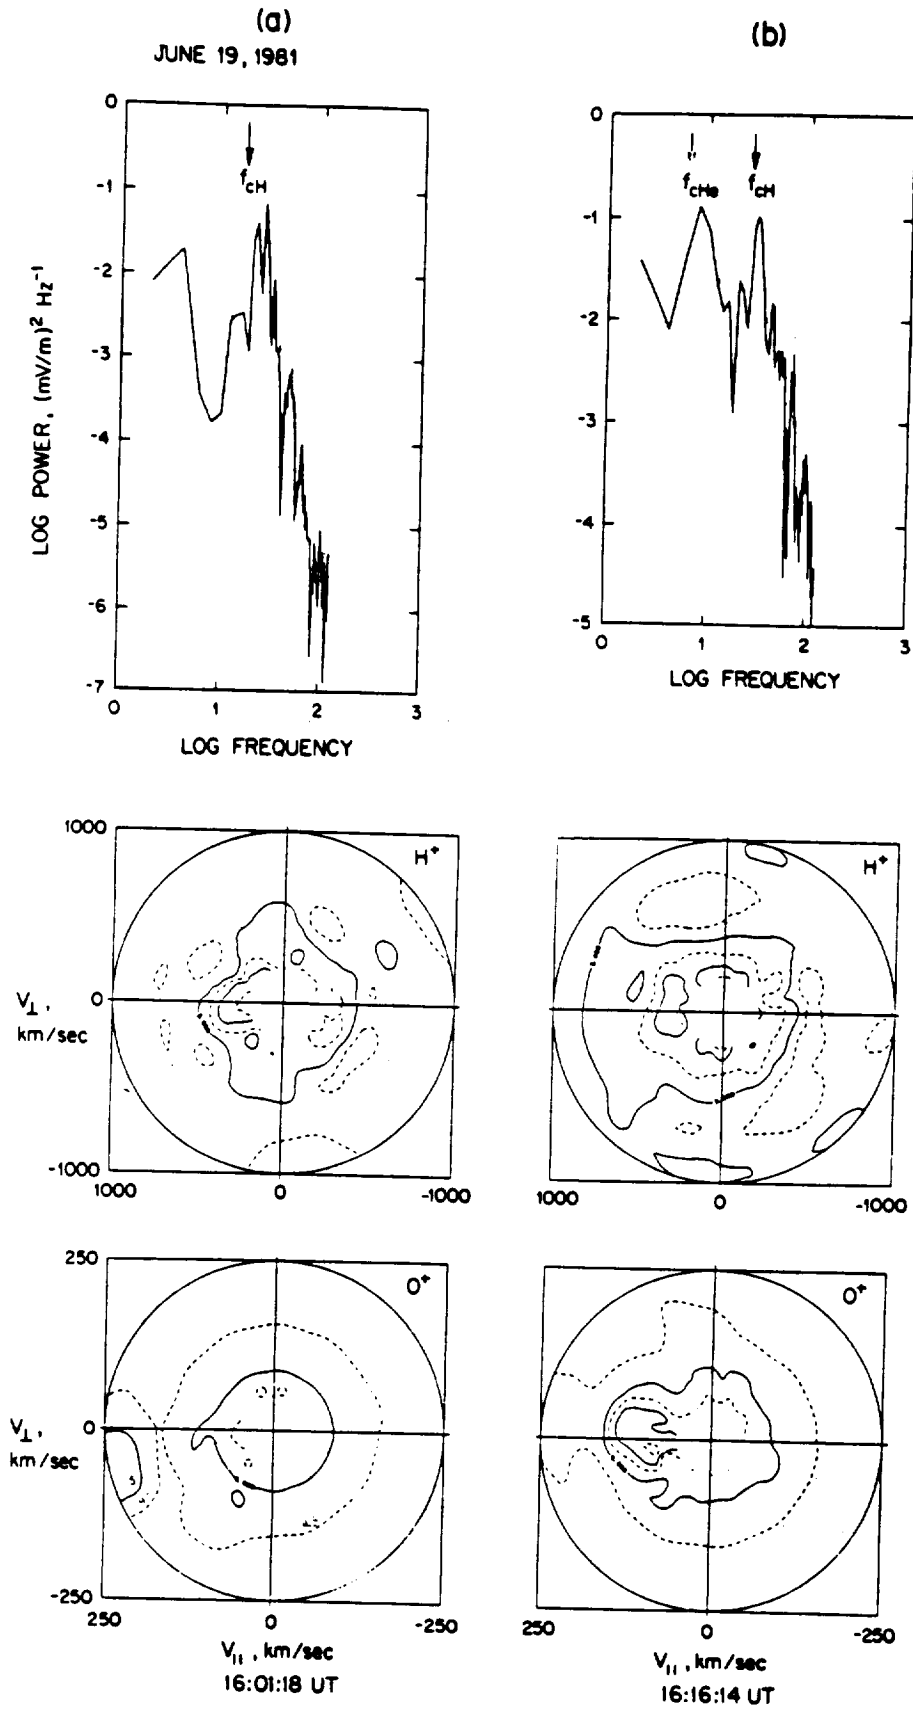 (a)
(b)
JUNE 19, 1981
0
-1
-2
-3
-4
-5
-6
-7
LOG POWER, (mV/m)² Hz⁻¹
fcH
0 1 2 3
LOG FREQUENCY
0
-1
-2
-3
-4
-5
fcHe fcH
0 1 2 3
LOG FREQUENCY
1000
0
-1000
V⊥,
km/sec
H⁺
1000 0 -1000
H⁺
1000 0 -1000
250
0
-250
V⊥,
km/sec
O⁺
250 0 -250
V||, km/sec
16:01:18 UT
O⁺
250 0 -250
V||, km/sec
16:16:14 UT